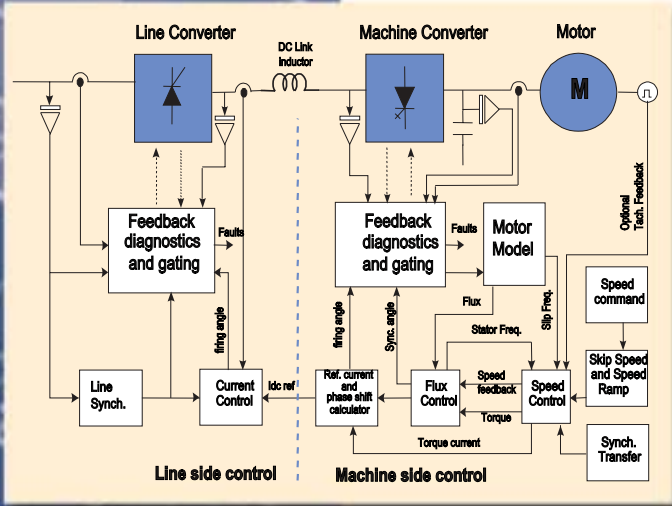 Line Converter
DC Link
Inductor
Machine Converter
Motor
M
Optional
Tach. Feedback
Feedback
diagnostics
and gating
Faults
Feedback
diagnostics
and gating
Faults
Motor
Model
Speed
command
firing angle
firing angle
Sync. angle
Flux
Stator Freq.
Slip Freq.
Line
Synch.
Current
Control
Idc ref
Ref. current
and
phase shift
calculator
Flux
Control
Speed
feedback
Torque
Speed
Control
Skip Speed
and Speed
Ramp
Torque current
Synch.
Transfer
Line side control
Machine side control